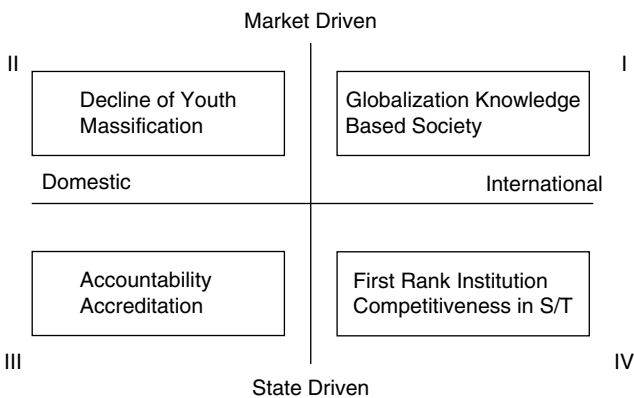 Market Driven
II
I
Decline of Youth
Massification
Globalization Knowledge
Based Society
Domestic
International
Accountability
Accreditation
First Rank Institution
Competitiveness in S/T
III
IV
State Driven